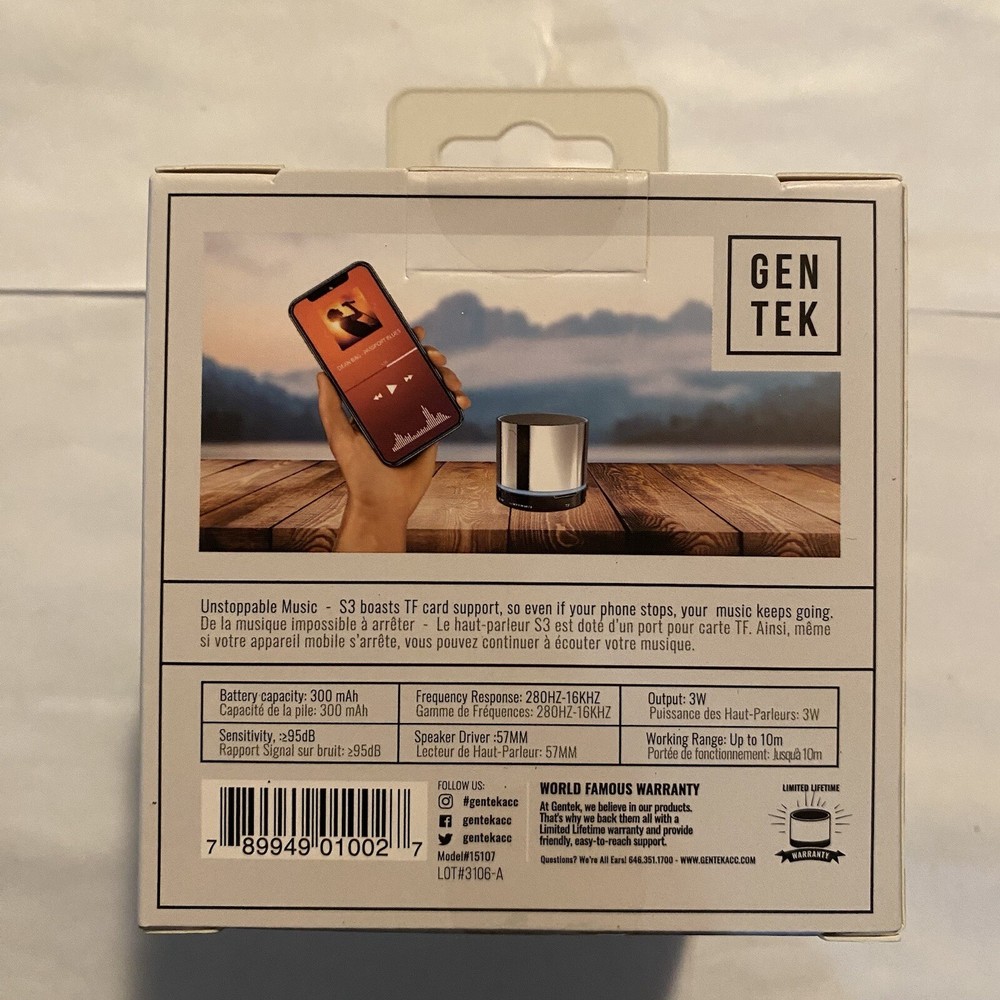 GEN
TEK
Unstoppable Music - S3 boasts TF card support, so even if your phone stops, your music keeps going.
De la musique impossible à arrêter - Le haut-parleur S3 est doté d'un port pour carte TF. Ainsi, même
si votre appareil mobile s'arrête, vous pouvez continuer à écouter votre musique.
Battery capacity: 300 mAh
Capacité de la pile: 300 mAh
Frequency Response: 280HZ-16KHZ
Gamme de Fréquences: 280HZ-16KHZ
Output: 3W
Puissance des Haut-Parleurs: 3W
Sensitivity, :≥95dB
Rapport Signal sur bruit: ≥95dB
Speaker Driver :57MM
Lecteur de Haut-Parleur: 57MM
Working Range: Up to 10m
Portée de fonctionnement: Jusquà 10m
7 89949 01002 7
FOLLOW US:
#gentekacc
gentekacc
gentekacc
Model#15107
LOT#3106-A
WORLD FAMOUS WARRANTY
At Gentek, we believe in our products.
That's why we back them all with a
Limited Lifetime warranty and provide
friendly, easy-to-reach support.
Questions? We're All Ears! 646.351.1700 - WWW.GENTEKACC.COM
LIMITED LIFETIME
WARRANTY